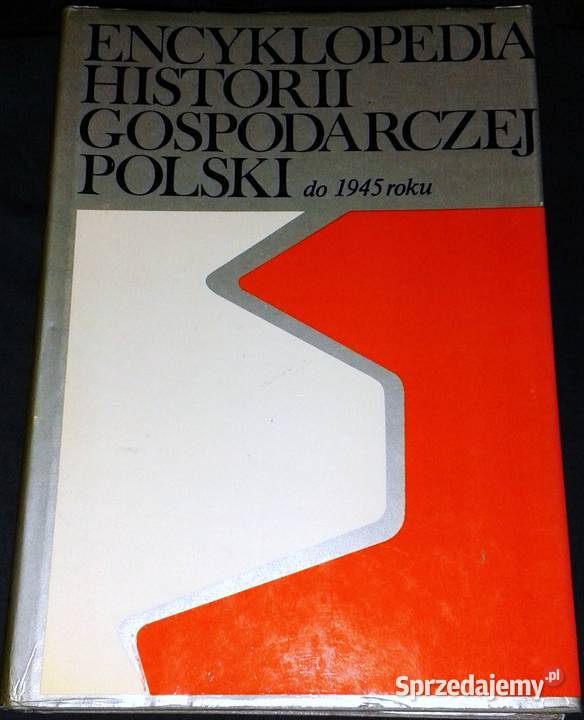 ENCYKLOPEDIA
HISTORII
GOSPODARCZEJ
POLSKI do 1945 roku
Sprzedajemy.pl